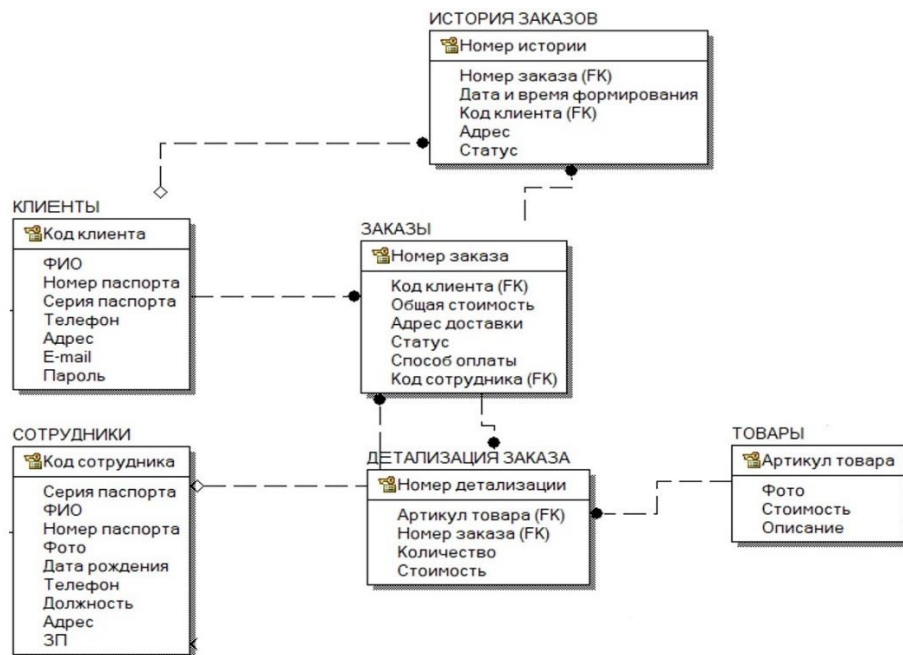 ИСТОРИЯ ЗАКАЗОВ
Номер истории
Номер заказа (FK)
Дата и время формирования
Код клиента (FK)
Адрес
Статус
КЛИЕНТЫ
Код клиента
ФИО
Номер паспорта
Серия паспорта
Телефон
Адрес
E-mail
Пароль
ЗАКАЗЫ
Номер заказа
Код клиента (FK)
Общая стоимость
Адрес доставки
Статус
Способ оплаты
Код сотрудника (FK)
СОТРУДНИКИ
Код сотрудника
Серия паспорта
ФИО
Номер паспорта
Фото
Дата рождения
Телефон
Должность
Адрес
ЗП
ДЕТАЛИЗАЦИЯ ЗАКАЗА
Номер детализации
Артикул товара (FK)
Номер заказа (FK)
Количество
Стоимость
ТОВАРЫ
Артикул товара
Фото
Стоимость
Описание